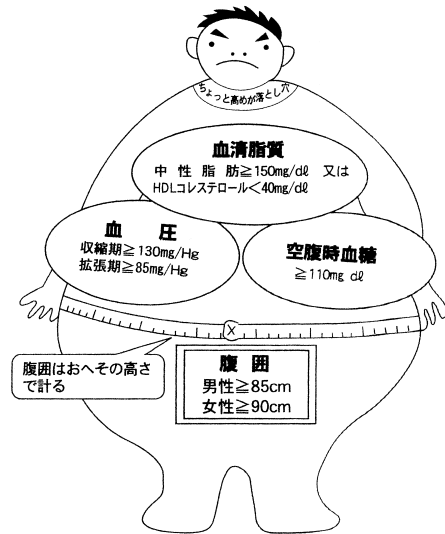 ちょっと高めが落とし穴
血清脂質
中性脂肪≧150mg/dℓ 又は
HDLコレステロール<40mg/dℓ
血圧
収縮期≧130mg/Hg
拡張期≧85mg/Hg
空腹時血糖
≧110mg dℓ
腹囲はおへその高さ
で計る
腹囲
男性≧85cm
女性≧90cm